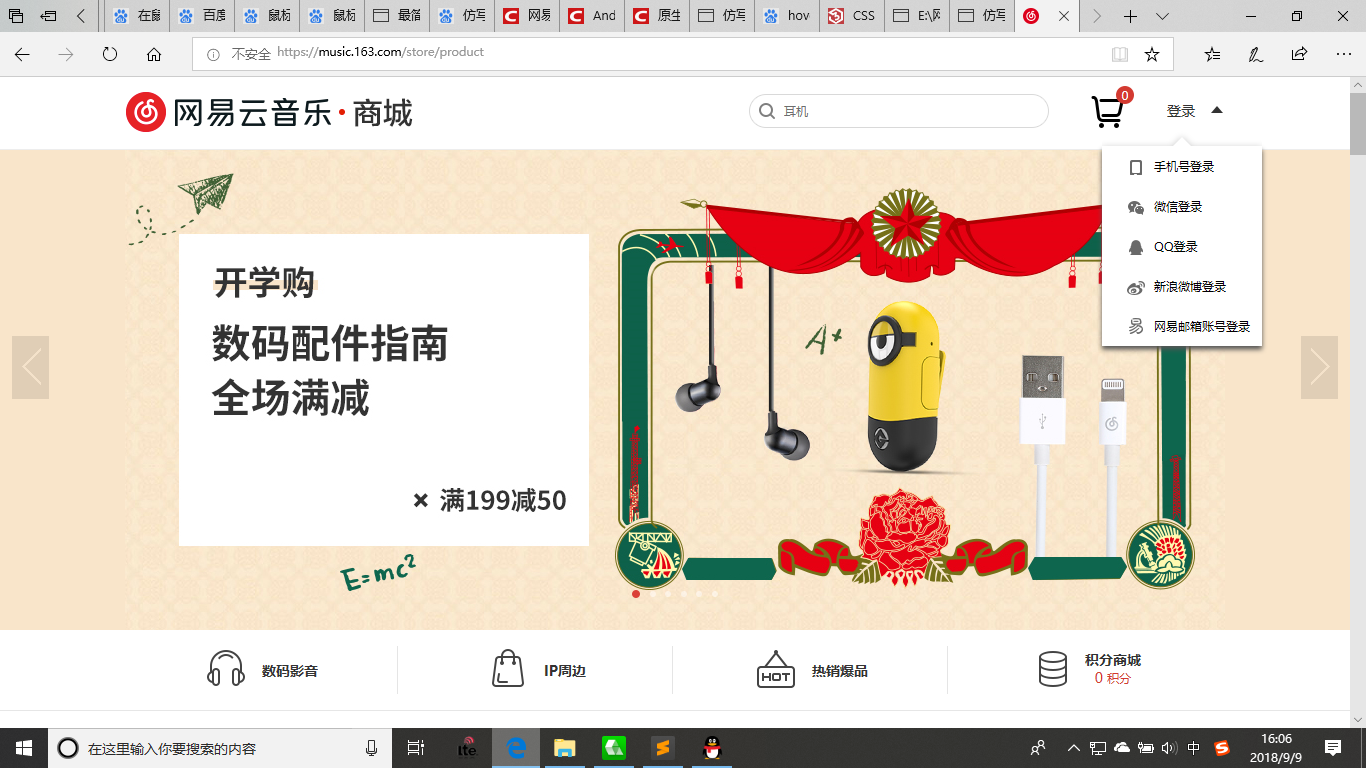 在鼠
百度
鼠标
鼠标
最简
仿写
网易
And
原生
仿写
hov
CSS
E:\网
仿写
不安全 https://music.163.com/store/product
网易云音乐·商城
耳机
0
登录
手机号登录
微信登录
QQ登录
新浪微博登录
网易邮箱账号登录
开学购
数码配件指南
全场满减
× 满199减50
A+
E=mc²
数码影音
IP周边
HOT
热销爆品
积分商城
0 积分
在这里输入你要搜索的内容
lte
中
16:06
2018/9/9